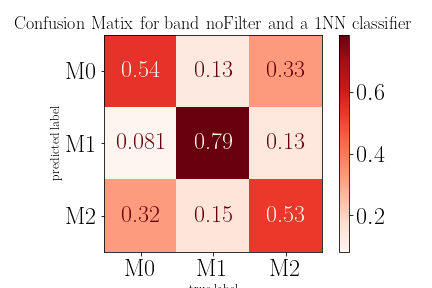 Confusion Matix for band noFilter and a 1NN classifier
M0 0.54 0.13 0.33
M1 0.081 0.79 0.13
M2 0.32 0.15 0.53
M0 M1 M2
predicted label
true label
0.6
0.4
0.2